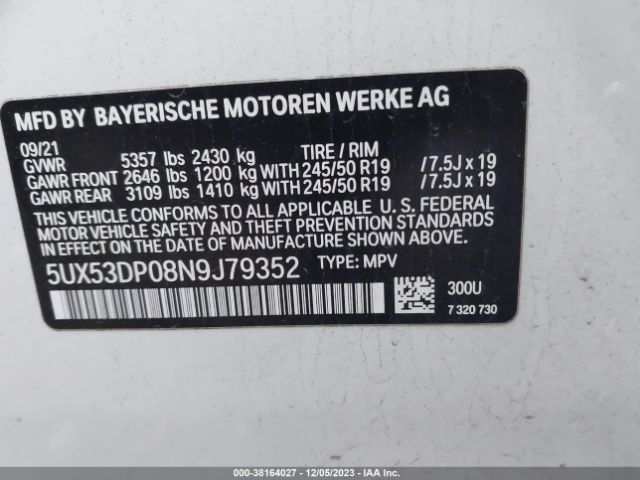 MFD BY BAYERISCHE MOTOREN WERKE AG
09/21
GVWR 5357 lbs 2430 kg TIRE / RIM
GAWR FRONT 2646 lbs 1200 kg WITH 245/50 R19 /7.5J x 19
GAWR REAR 3109 lbs 1410 kg WITH 245/50 R19 /7.5J x 19
THIS VEHICLE CONFORMS TO ALL APPLICABLE U. S. FEDERAL
MOTOR VEHICLE SAFETY AND THEFT PREVENTION STANDARDS
IN EFFECT ON THE DATE OF MANUFACTURE SHOWN ABOVE.
5UX53DP08N9J79352 TYPE: MPV
300U
7 320 730
000-38164027 - 12/05/2023 - Copyright IAA, Inc.